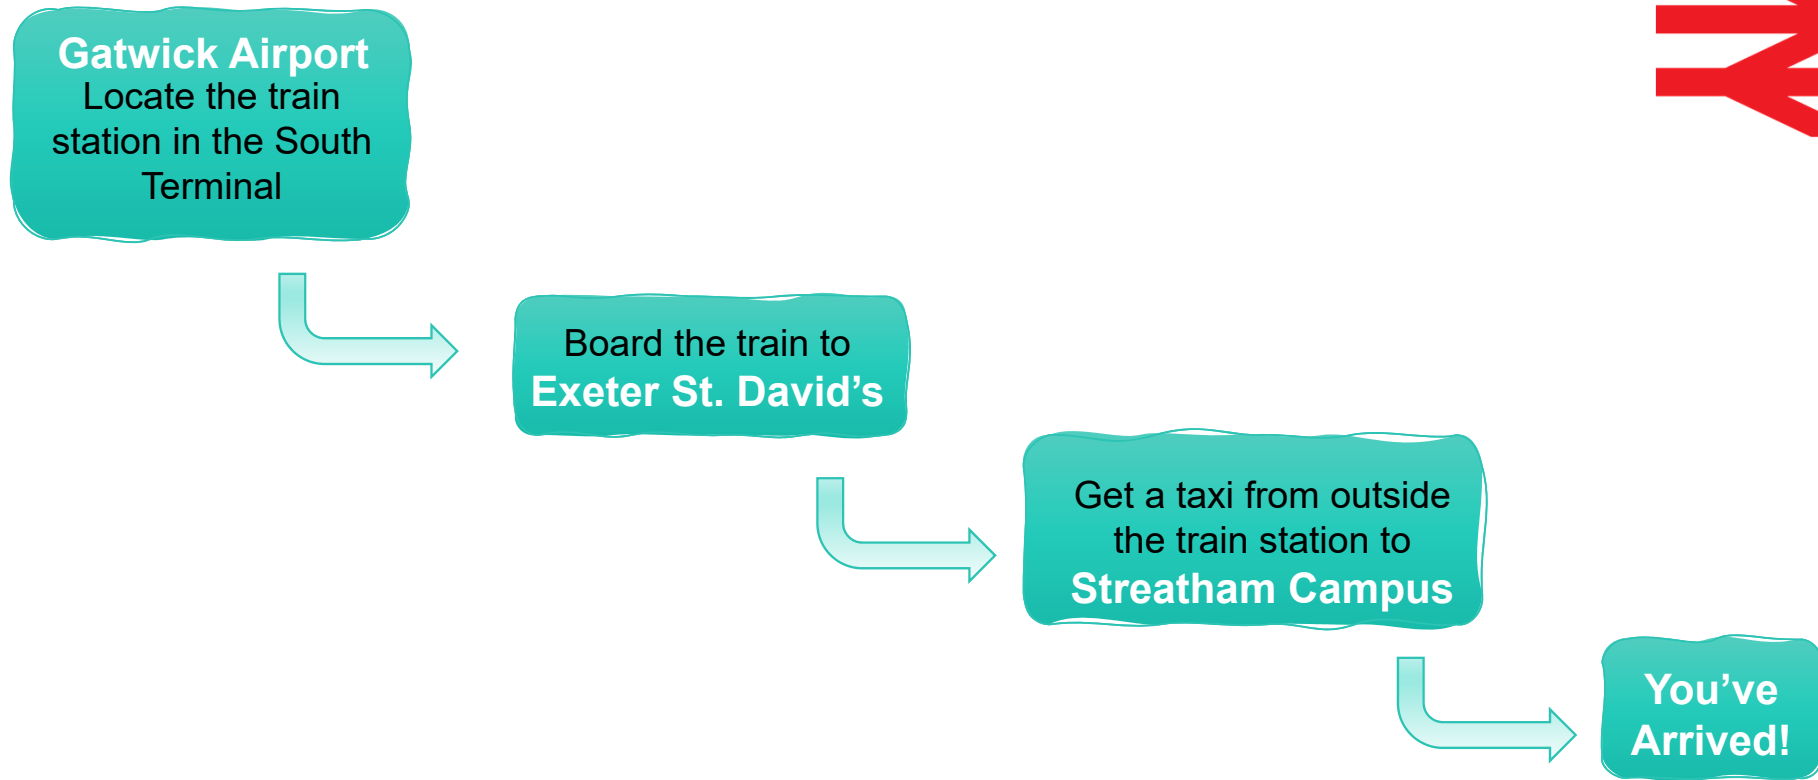 Gatwick Airport
Locate the train
station in the South
Terminal
Board the train to
Exeter St. David’s
Get a taxi from outside
the train station to
Streatham Campus
You’ve
Arrived!